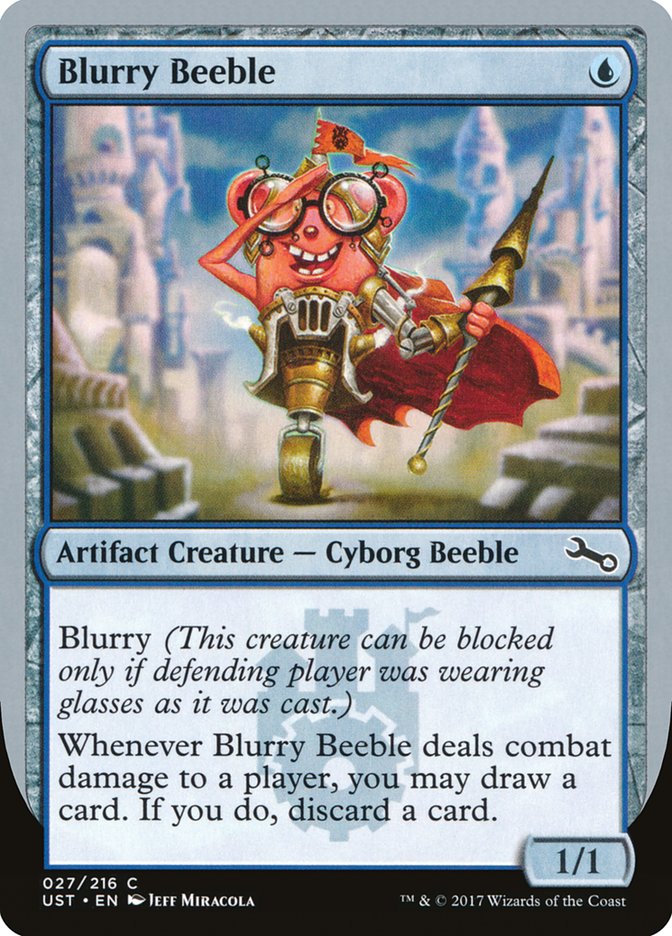 Blurry Beeble
Artifact Creature — Cyborg Beeble
Blurry (This creature can be blocked
only if defending player was wearing
glasses as it was cast.)
Whenever Blurry Beeble deals combat
damage to a player, you may draw a
card. If you do, discard a card.
1/1
027/216 C
UST • EN Jeff Miracola
™ & © 2017 Wizards of the Coast